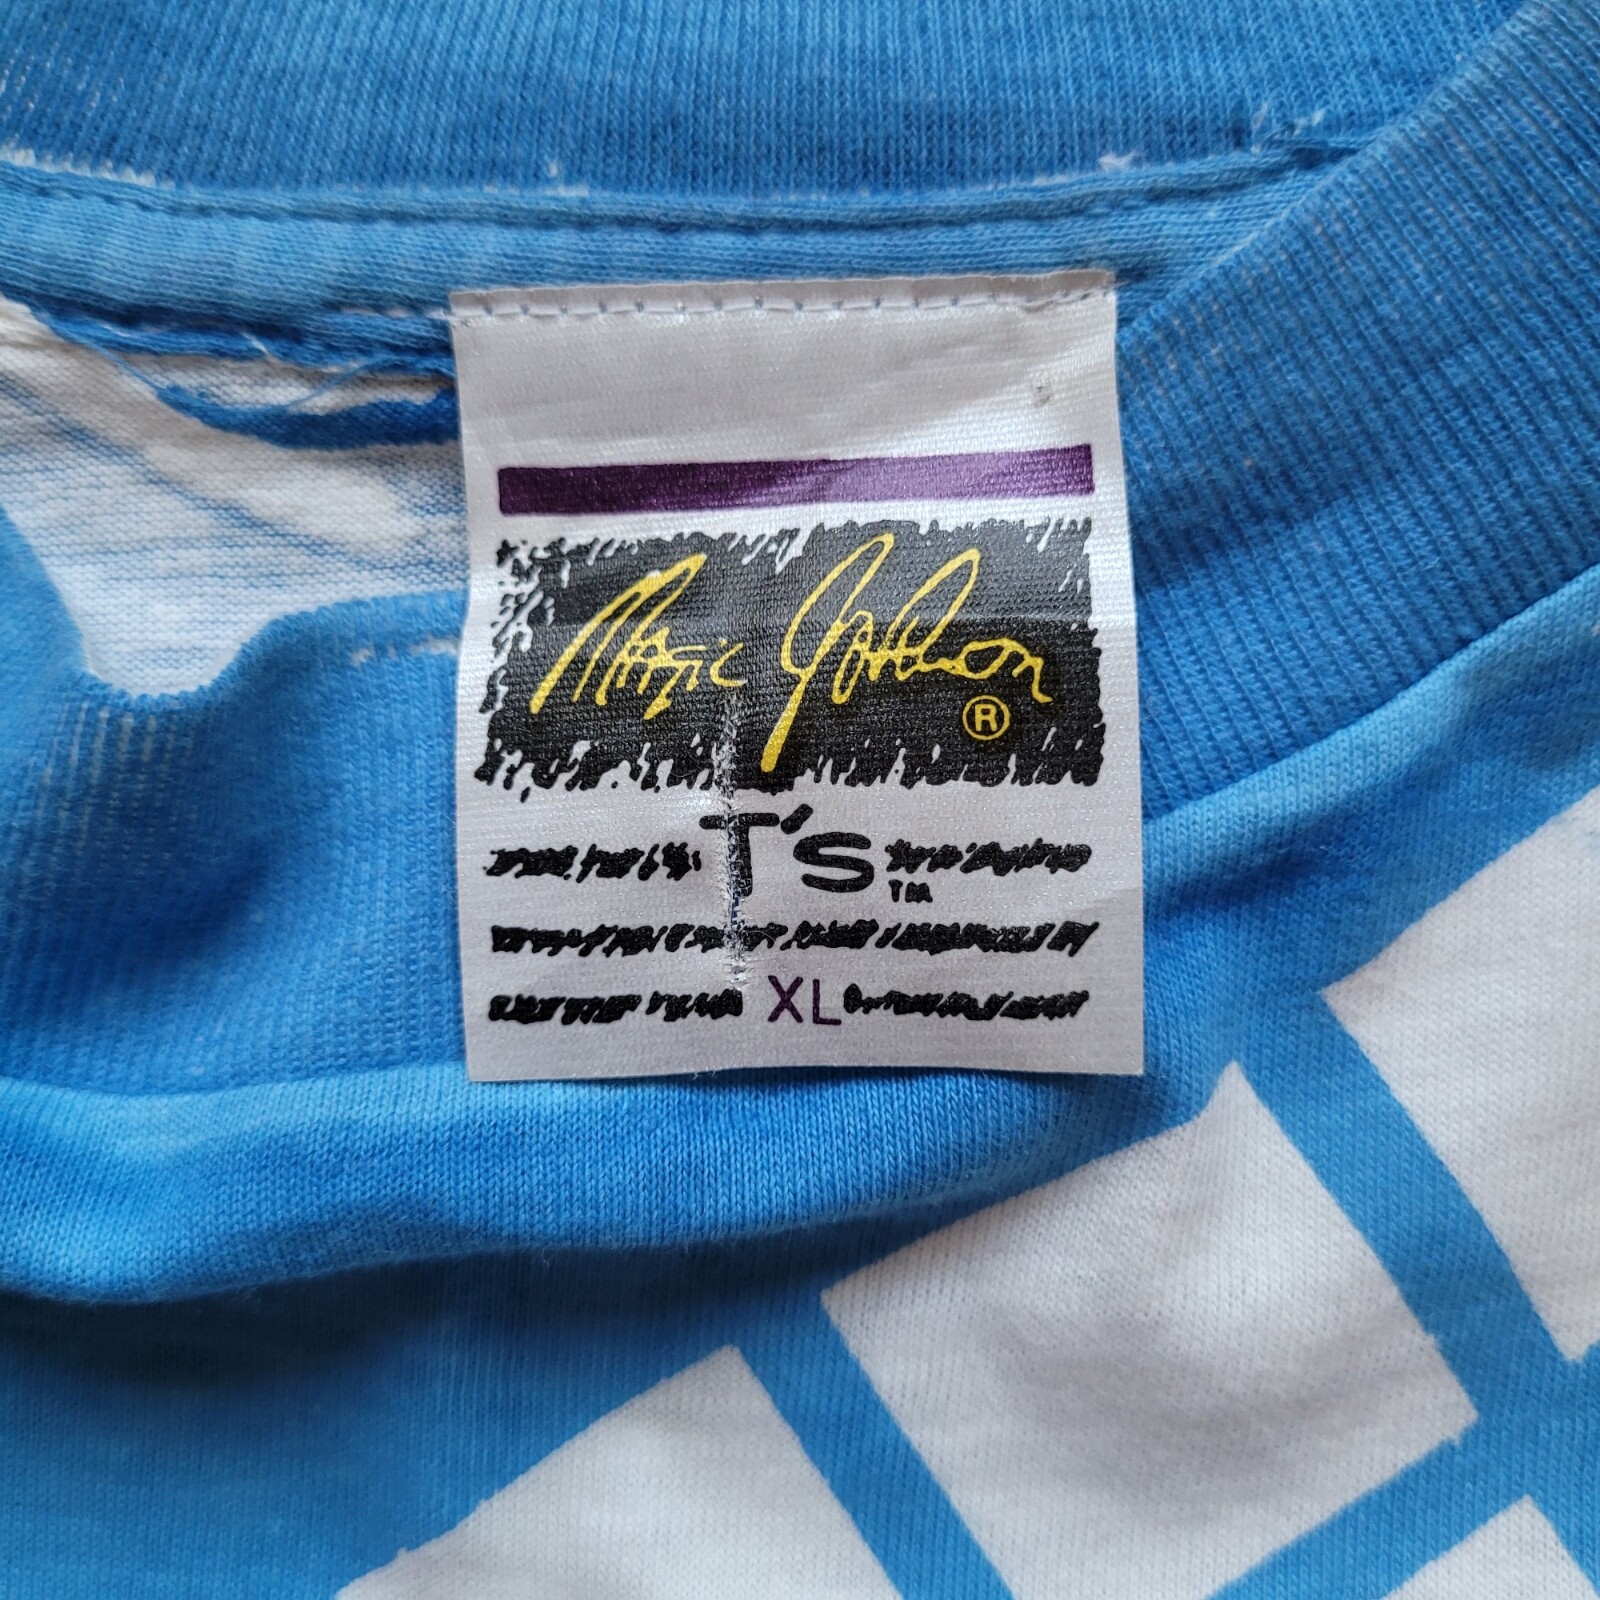 Magic Johnson ®
T's ™
XL